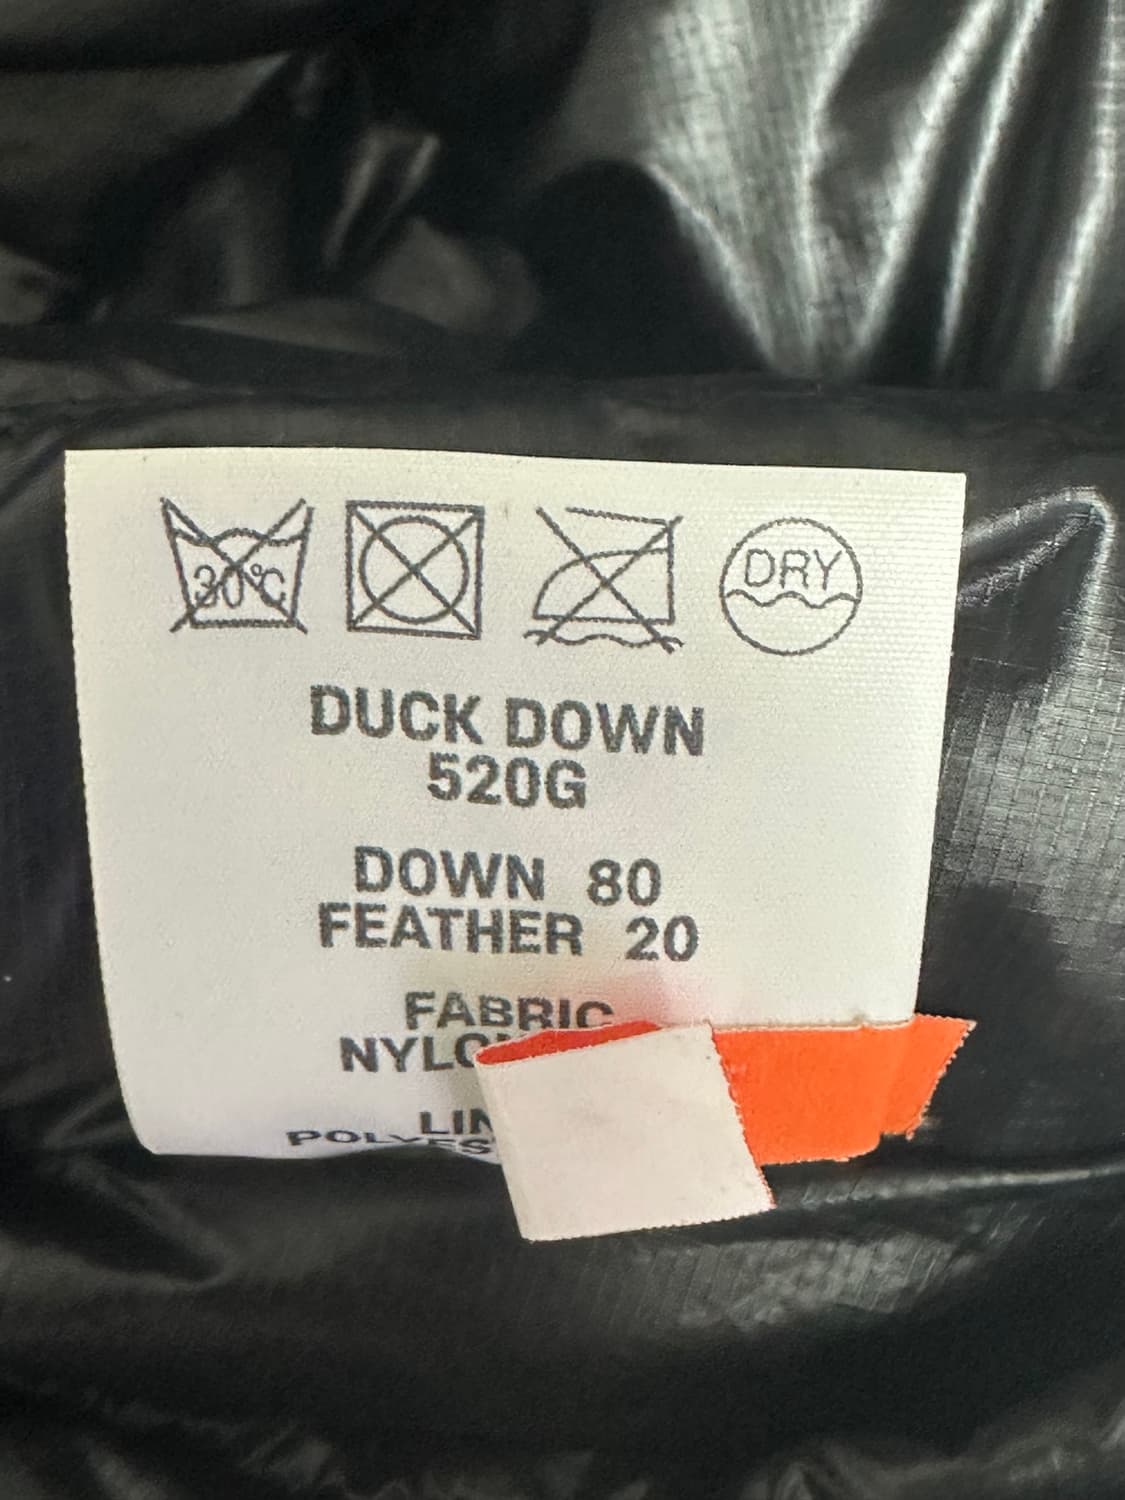 30°C
DRY
DUCK DOWN
520G
DOWN 80
FEATHER 20
FABRIC